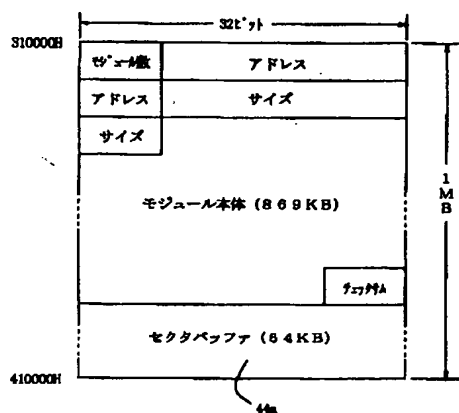 32ビット
310000H
モジュール数 アドレス
アドレス サイズ
サイズ
1MB
モジュール本体(869KB)
チェックサム
セクタバッファ(64KB)
410000H
44a